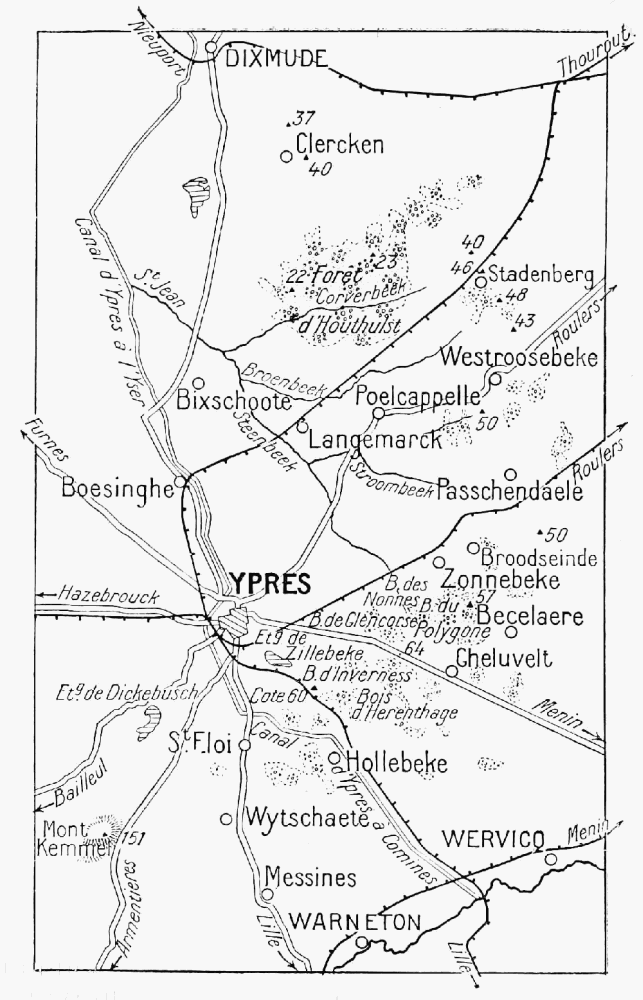 Nieuport
DIXMUDE
Thourout
37
Clercken
40
Canal d'Ypres à l'Yser
St Jean
40
23
46
Stadenberg
22
Forêt
Corverbeek
48
d'Houthulst
43
Roulers
Westroosebeke
Broenbeek
Bixschoote
Poelcappelle
50
Steenbeek
Langemarck
Furnes
Roulers
Boesinghe
Stroombeek
Passchendaele
50
Broodseinde
YPRES
Zonnebeke
Hazebrouck
B. des
Nonnes
B. du
57
Polygone
B. de Glencorse
Becelaere
Etg. de
Zillebeke
64
Cheluvelt
B. d'Inverness
Etg. de Dickebusch
Cote 60
Bois
d'Herenthage
Menin
St Eloi
Canal
d'Ypres à Comines
Hollebeke
Bailleul
Wytschaete
Mont
Kemmel
151
WERVICQ
Menin
Messines
Armentières
Lille
WARNETON
Lille